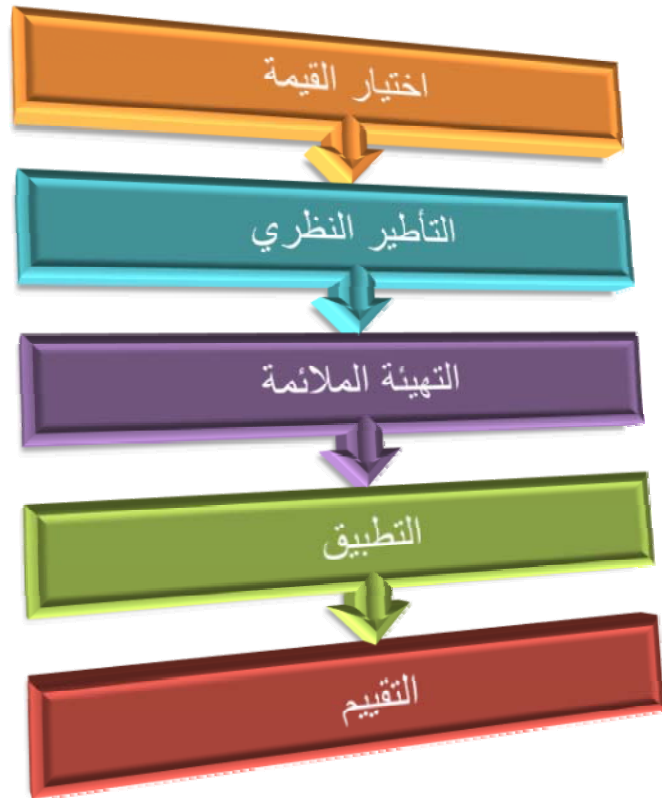 اختيار القيمة
التأطير النظري
التهيئة الملائمة
التطبيق
التقييم